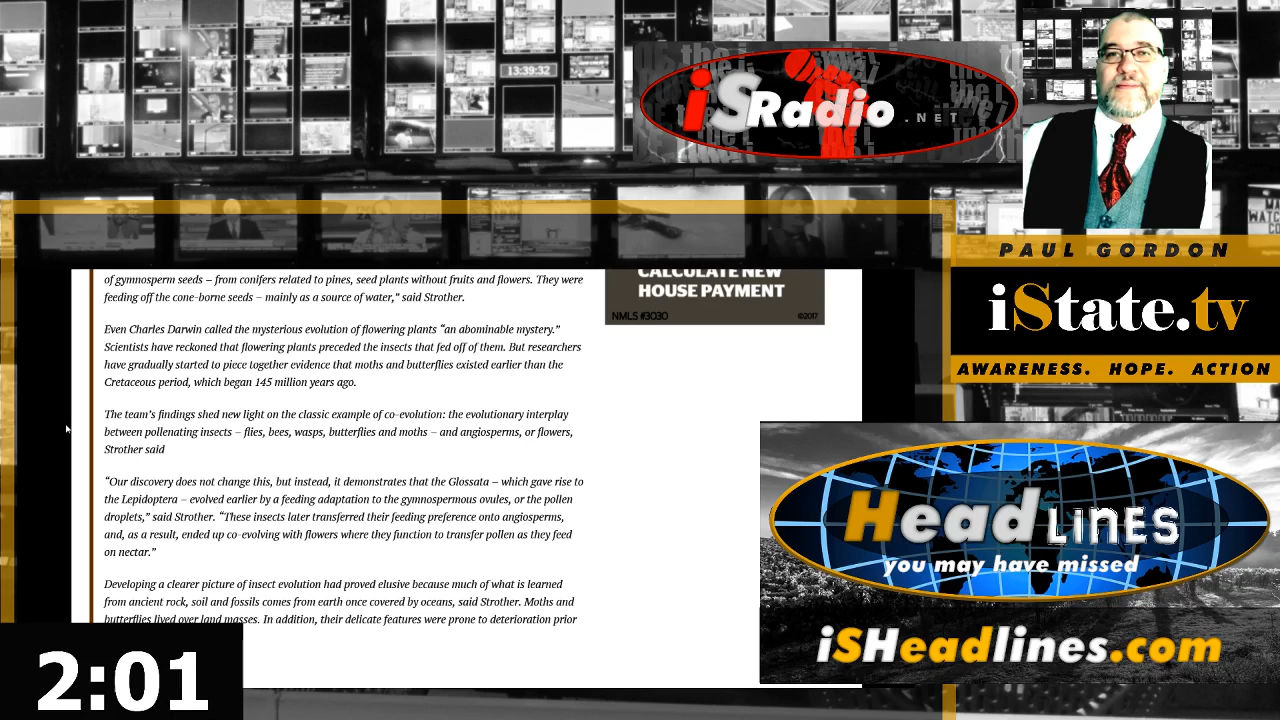 13:39:32
iSRadio .NET
PAUL GORDON
iState.tv
AWARENESS. HOPE. ACTION
of gymnosperm seeds – from conifers related to pines, seed plants without fruits and flowers. They were
feeding off the cone-borne seeds – mainly as a source of water,” said Strother.
CALCULATE NEW
HOUSE PAYMENT
NMLS #3030
©2017
Even Charles Darwin called the mysterious evolution of flowering plants “an abominable mystery.”
Scientists have reckoned that flowering plants preceded the insects that fed off of them. But researchers
have gradually started to piece together evidence that moths and butterflies existed earlier than the
Cretaceous period, which began 145 million years ago.
The team’s findings shed new light on the classic example of co-evolution: the evolutionary interplay
between pollenating insects – flies, bees, wasps, butterflies and moths – and angiosperms, or flowers,
Strother said
“Our discovery does not change this, but instead, it demonstrates that the Glossata – which gave rise to
the Lepidoptera – evolved earlier by a feeding adaptation to the gymnospermous ovules, or the pollen
droplets,” said Strother. “These insects later transferred their feeding preference onto angiosperms,
and, as a result, ended up co-evolving with flowers where they function to transfer pollen as they feed
on nectar.”
Developing a clearer picture of insect evolution had proved elusive because much of what is learned
from ancient rock, soil and fossils comes from earth once covered by oceans, said Strother. Moths and
butterflies lived over land masses. In addition, their delicate features were prone to deterioration prior
HeadLINES
you may have missed
iSHeadlines.com
2:01